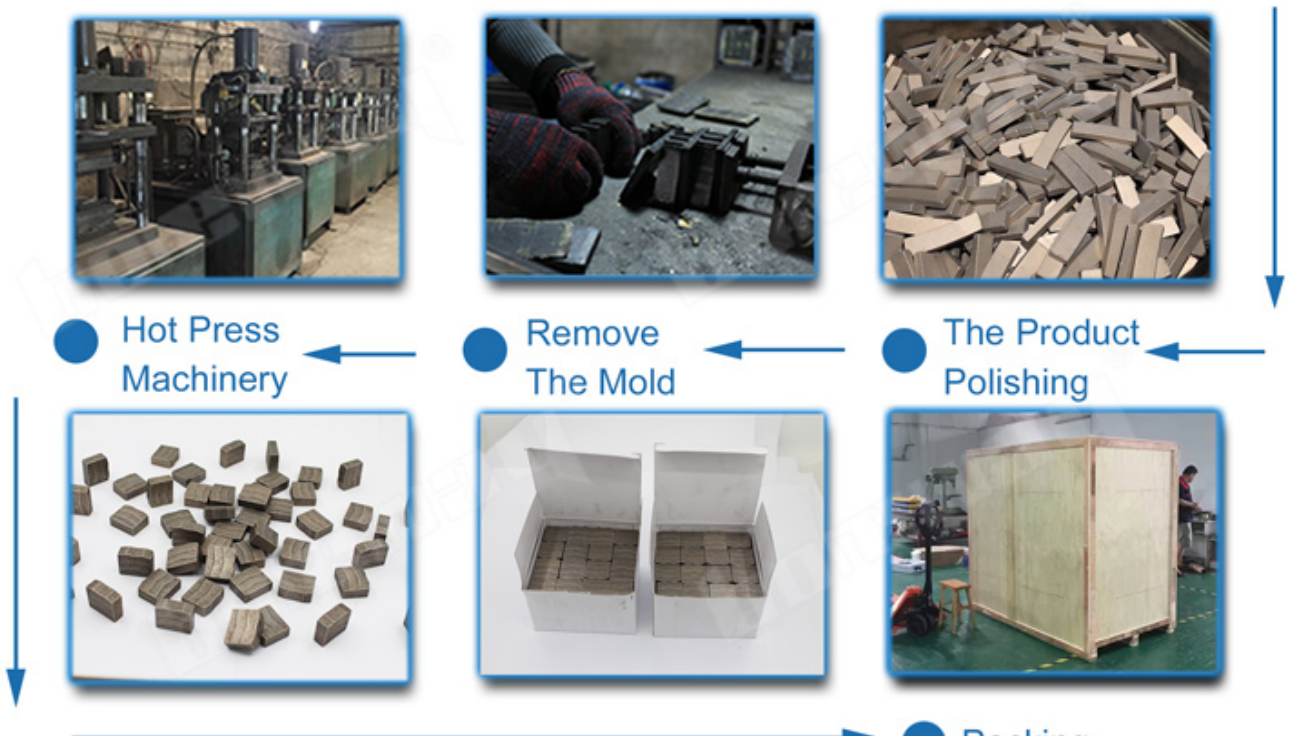 Hot Press
Machinery
Remove
The Mold
The Product
Polishing